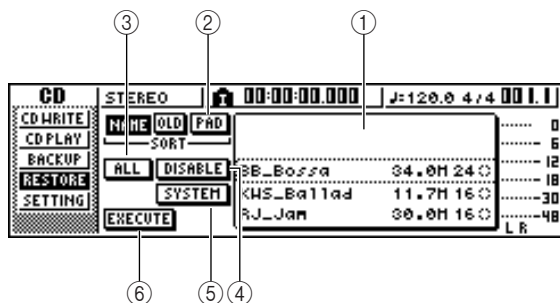 ③ ② ①
CD STEREO 00:00:00.000 ♩=120.0 4/4 001.1
CD WRITE NAME OLD PAD 0
CD PLAY SORT 6
BACKUP ALL DISABLE BB_Bossa 34.0M 24 12
RESTORE 18
SETTING SYSTEM KWS_Ballad 11.7M 16 30
EXECUTE RJ_Jam 30.0M 16 48
L R
⑥ ⑤ ④